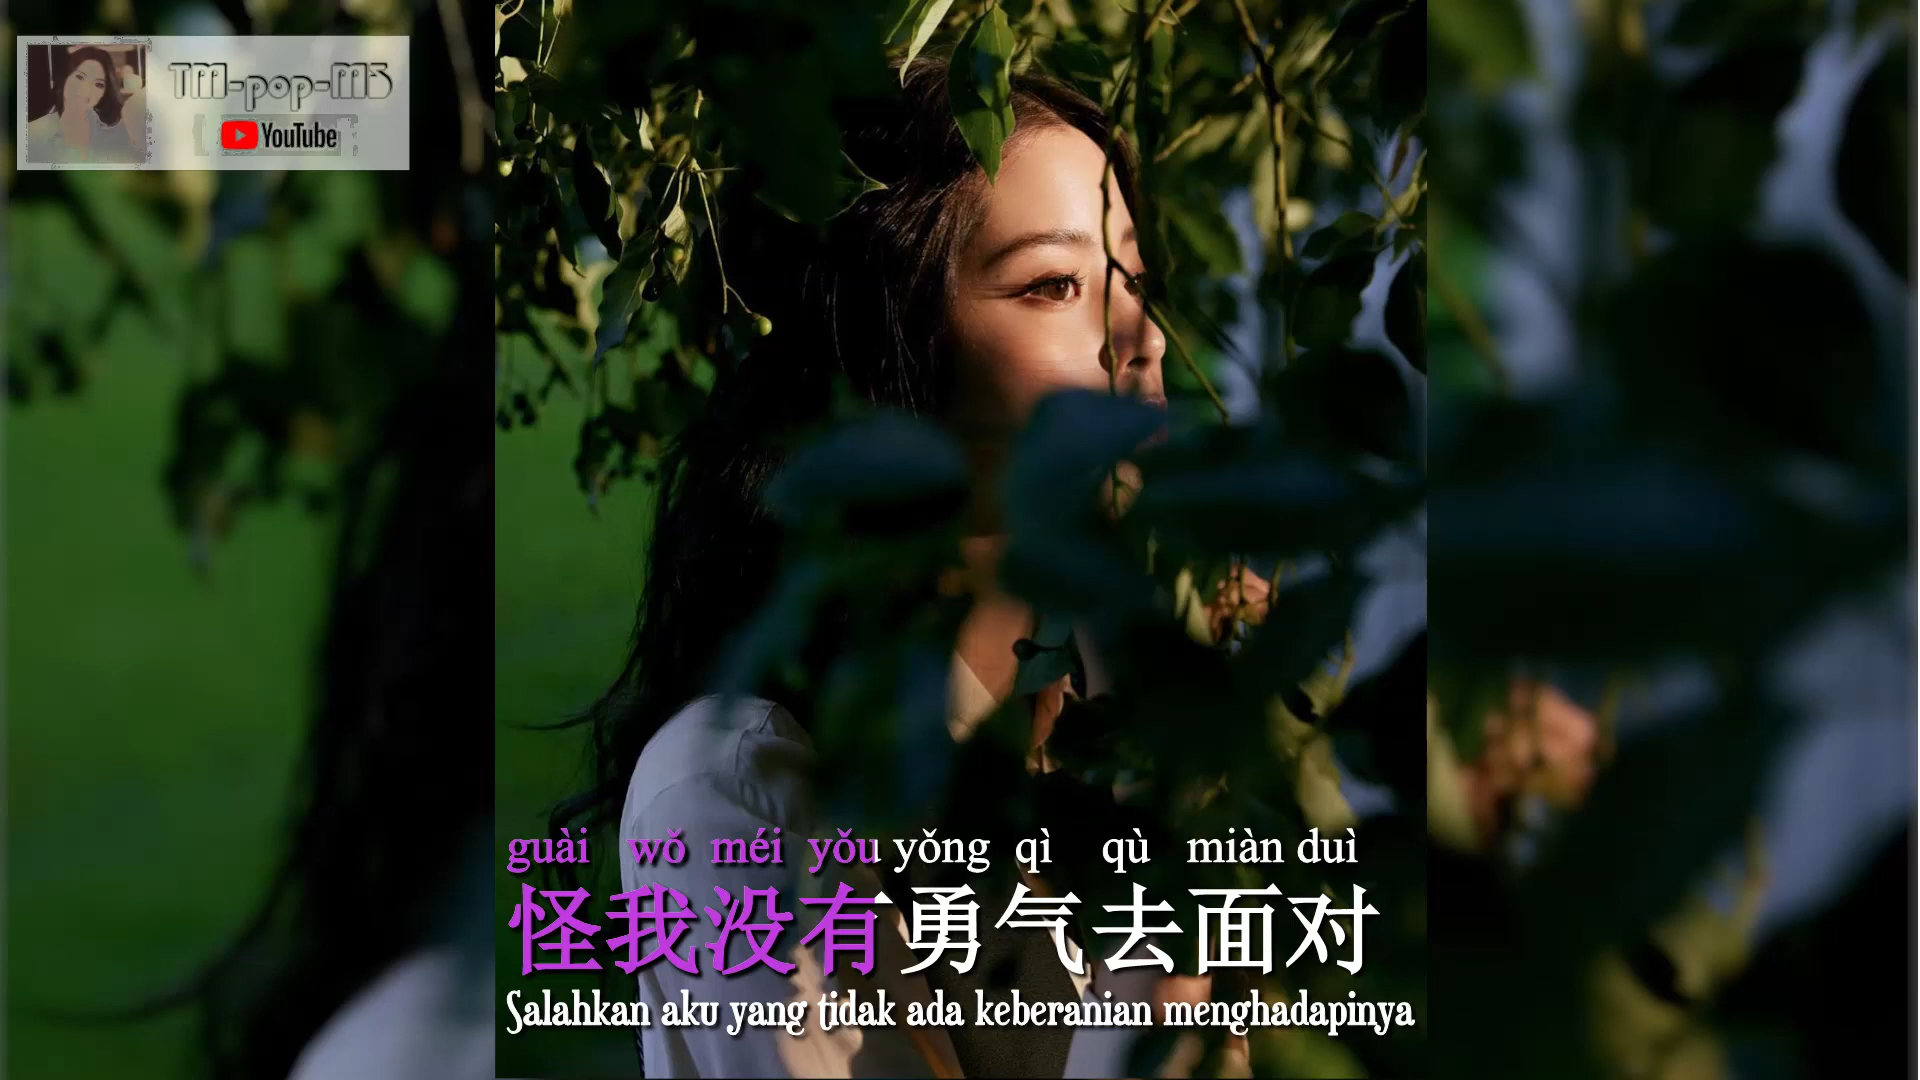 TM-pop-M3
YouTube
guài wǒ méi yǒu yǒng qì qù miàn duì
怪我没有勇气去面对
Salahkan aku yang tidak ada keberanian menghadapinya